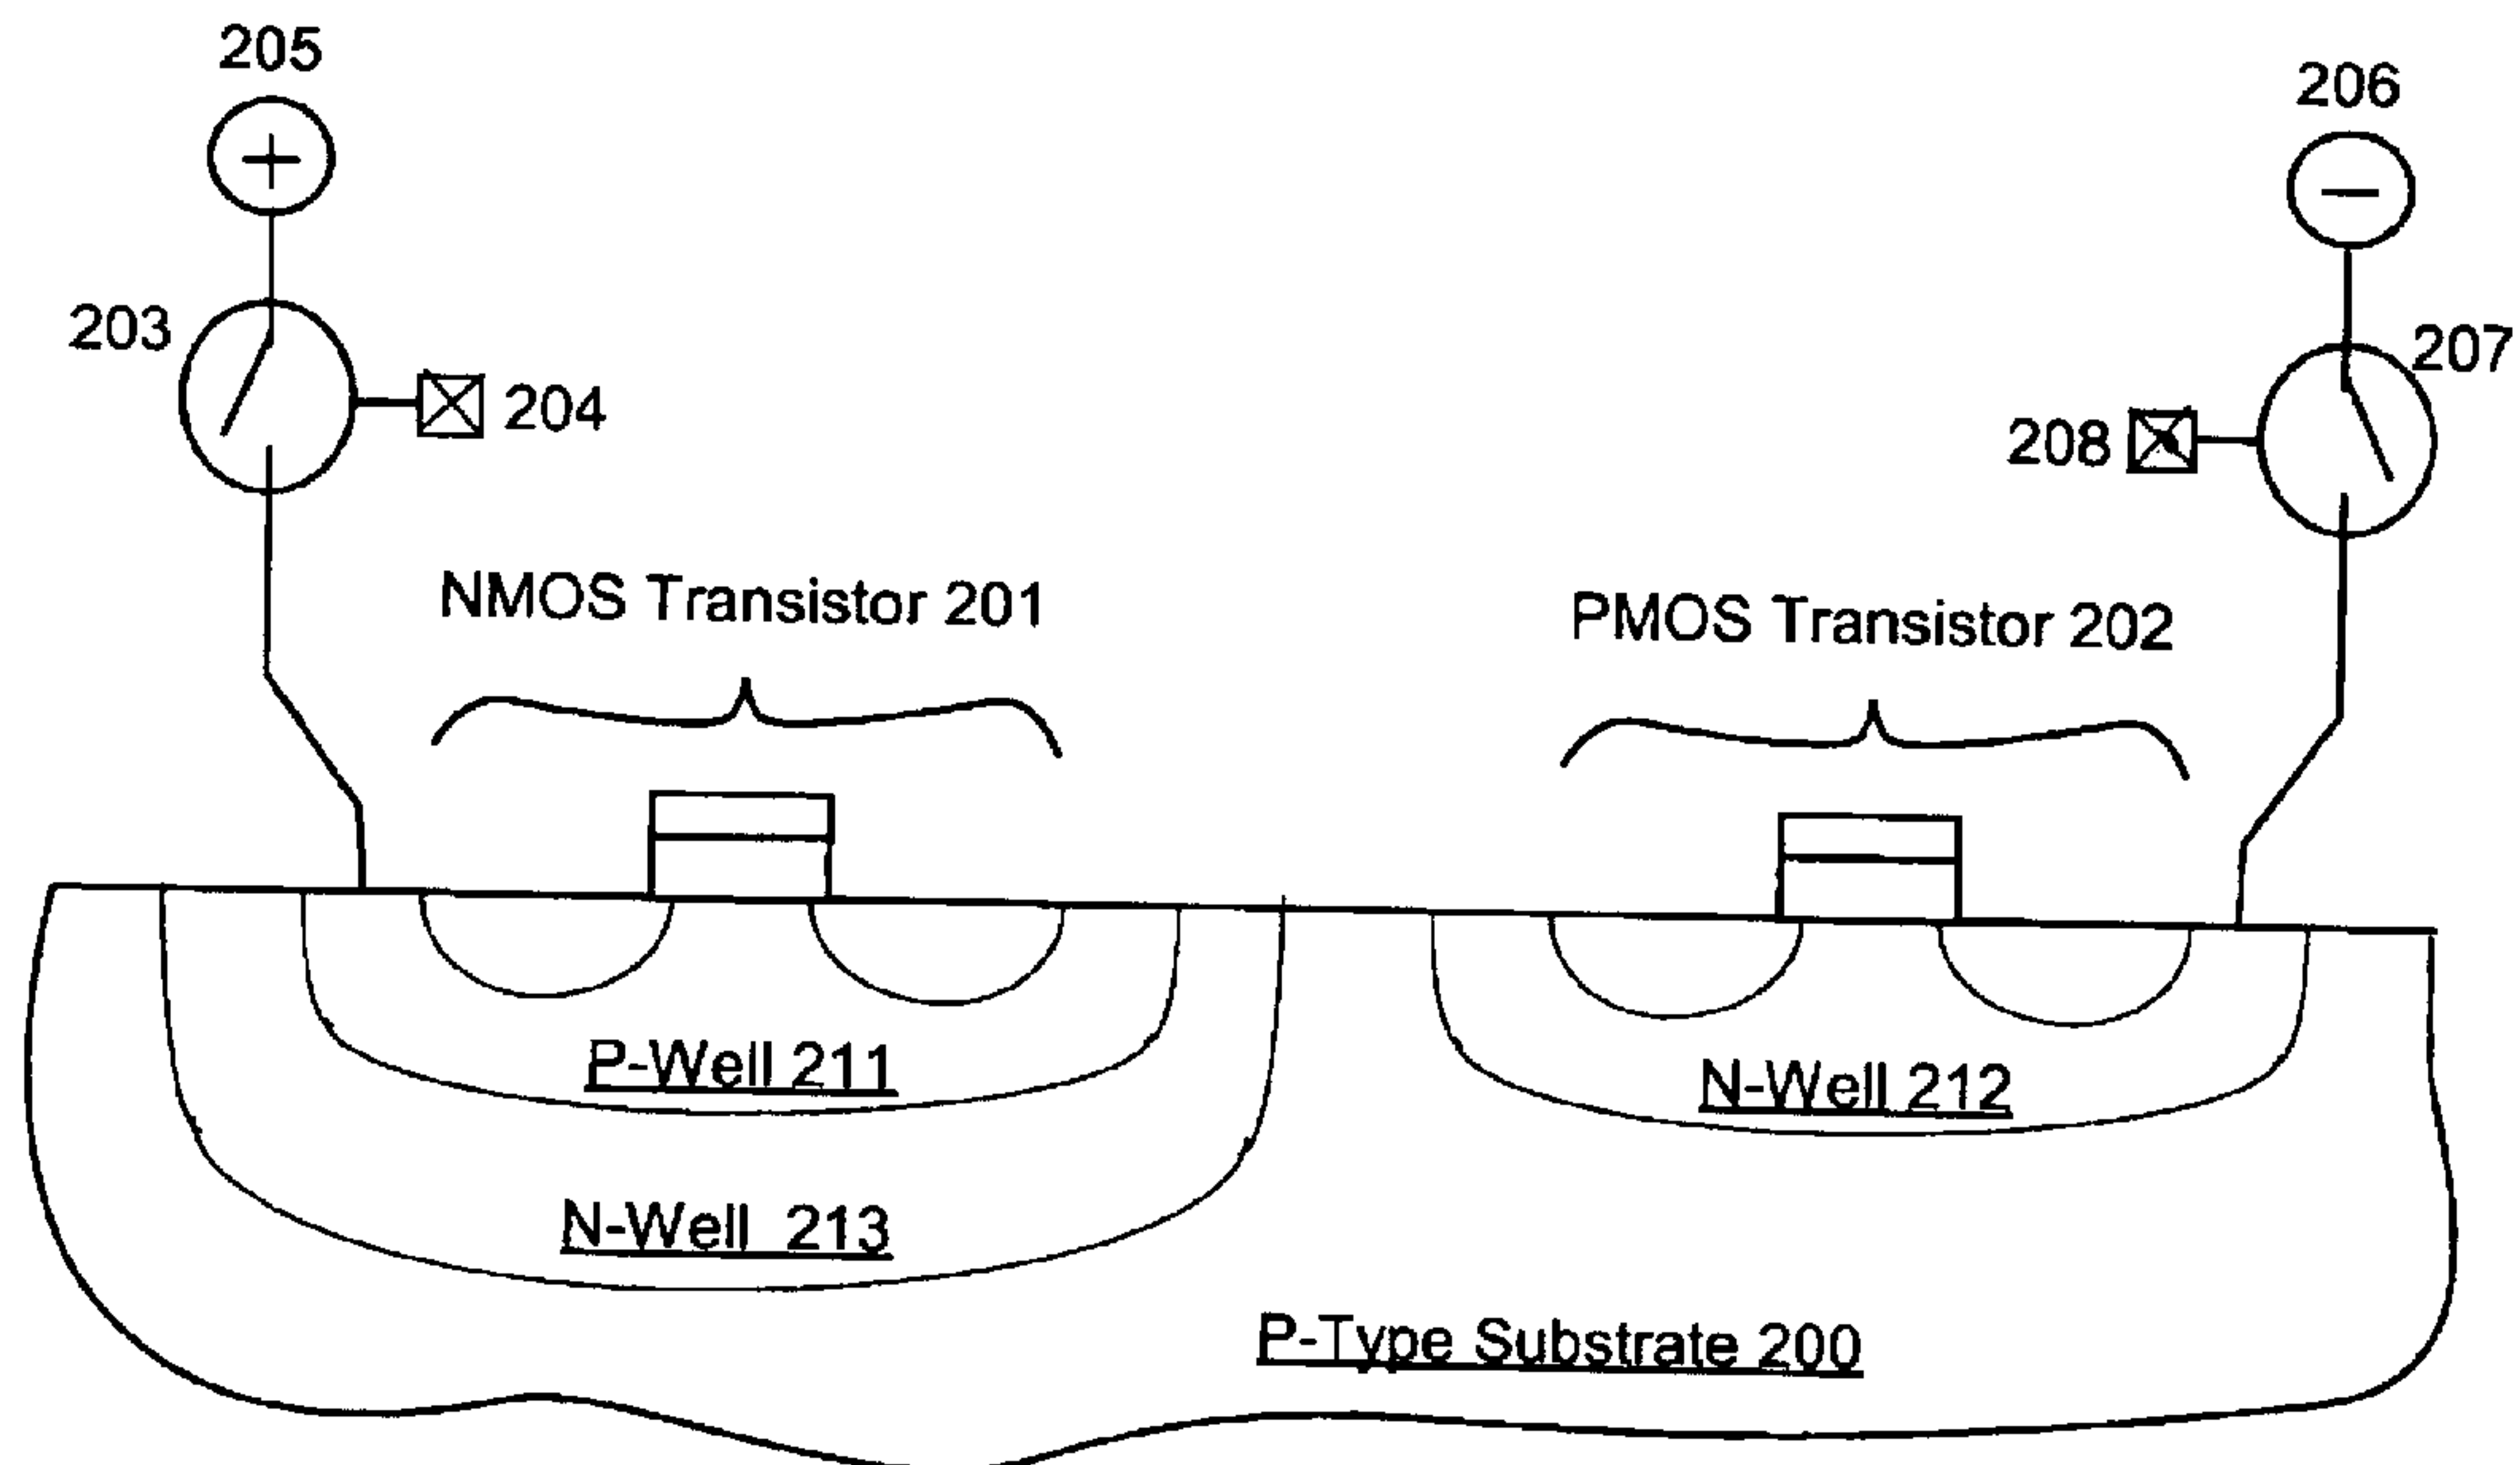 205
206
203
207
204
208
NMOS Transistor 201
PMOS Transistor 202
P-Well 211
N-Well 212
N-Well 213
P-Type Substrate 200